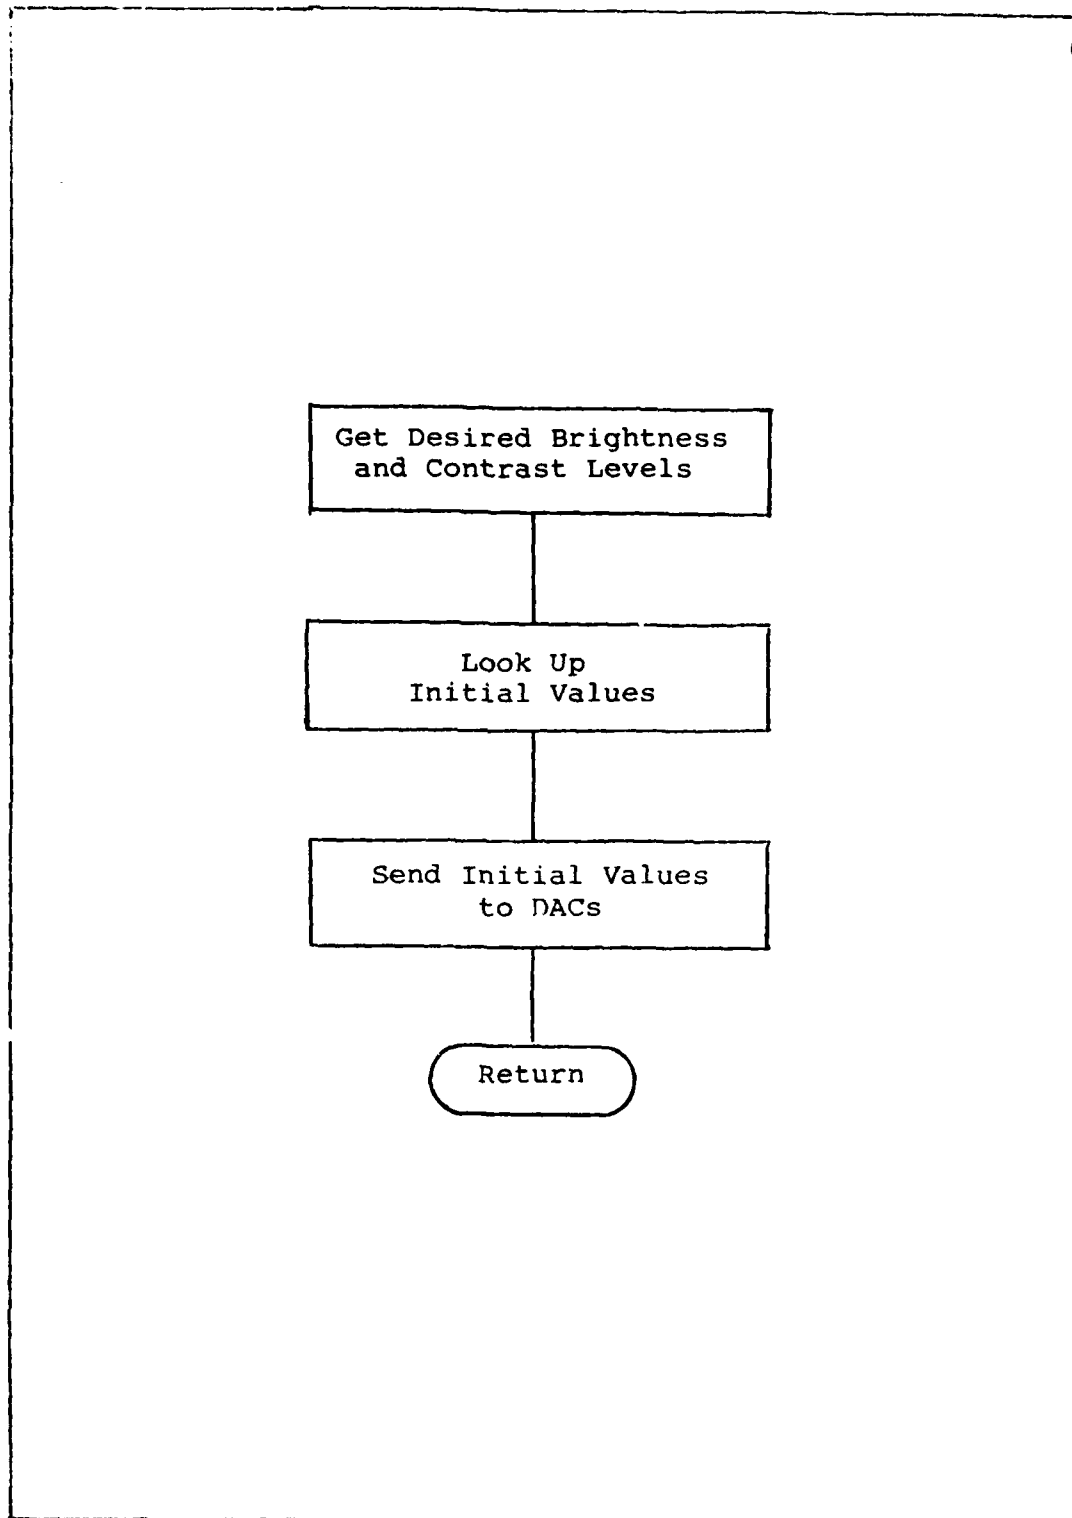 Get Desired Brightness
and Contrast Levels
Look Up
Initial Values
Send Initial Values
to DACs
Return